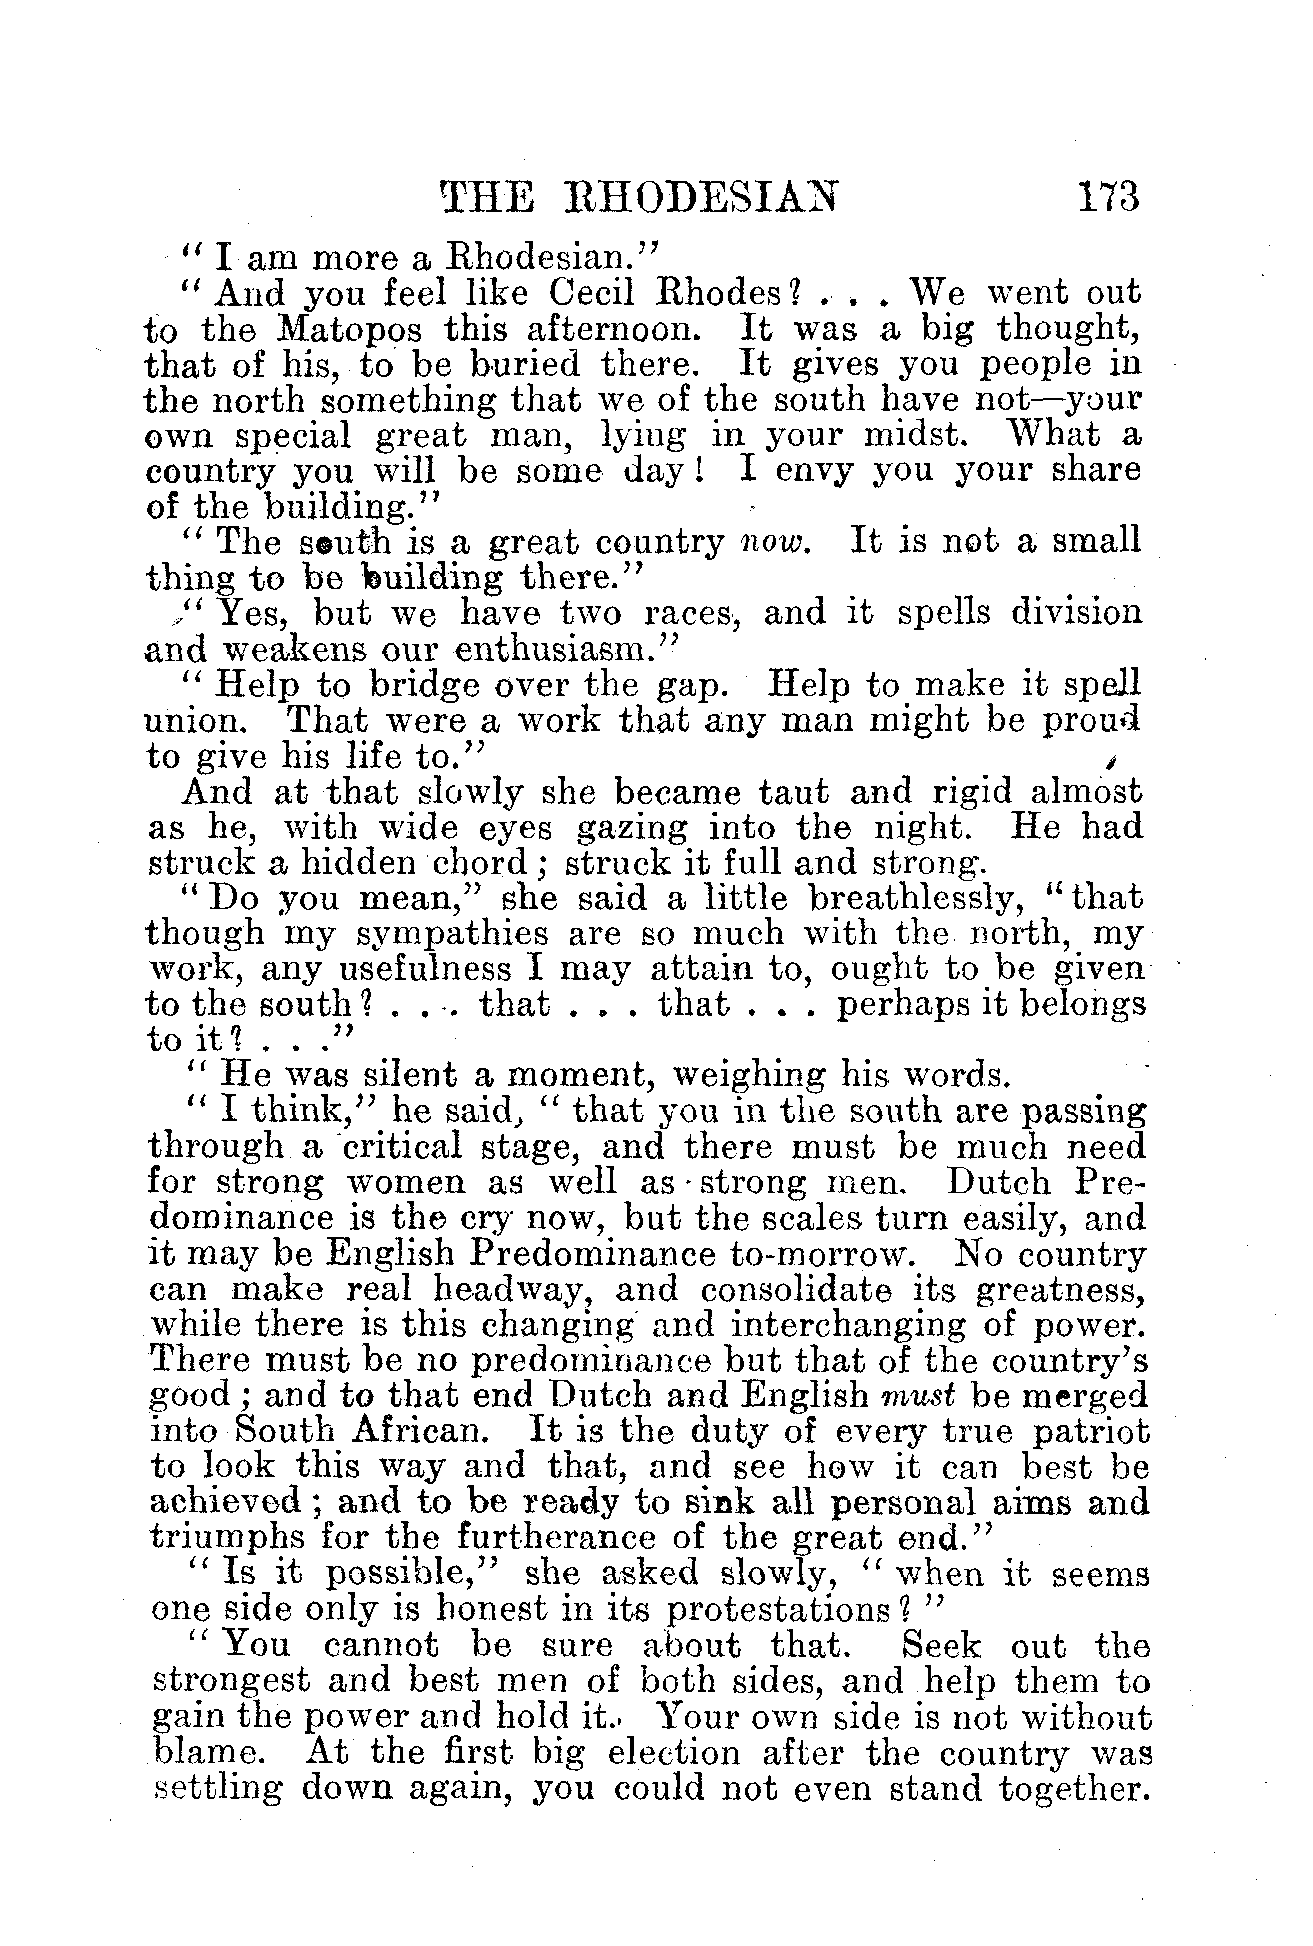 THE RHODESIAN 173
" I am more a Rhodesian."
" And you feel like Cecil Rhodes? . . . We went out
to the Matopos this afternoon. It was a big thought,
that of his, to be buried there. It gives you people in
the north something that we of the south have not—your
own special great man, lying in your midst. What a
country you will be some day! I envy you your share
of the building."
" The south is a great country now. It is not a small
thing to be building there."
" Yes, but we have two races, and it spells division
and weakens our enthusiasm."
" Help to bridge over the gap. Help to make it spell
union. That were a work that any man might be proud
to give his life to."
And at that slowly she became taut and rigid almost
as he, with wide eyes gazing into the night. He had
struck a hidden chord; struck it full and strong.
" Do you mean," she said a little breathlessly, " that
though my sympathies are so much with the north, my
work, any usefulness I may attain to, ought to be given
to the south? . . . that . . . that . . . perhaps it belongs
to it? . . ."
" He was silent a moment, weighing his words.
" I think," he said, " that you in the south are passing
through a critical stage, and there must be much need
for strong women as well as strong men. Dutch Pre-
dominance is the cry now, but the scales turn easily, and
it may be English Predominance to-morrow. No country
can make real headway, and consolidate its greatness,
while there is this changing and interchanging of power.
There must be no predominance but that of the country's
good; and to that end Dutch and English must be merged
into South African. It is the duty of every true patriot
to look this way and that, and see how it can best be
achieved; and to be ready to sink all personal aims and
triumphs for the furtherance of the great end."
" Is it possible," she asked slowly, " when it seems
one side only is honest in its protestations? "
" You cannot be sure about that. Seek out the
strongest and best men of both sides, and help them to
gain the power and hold it. Your own side is not without
blame. At the first big election after the country was
settling down again, you could not even stand together.